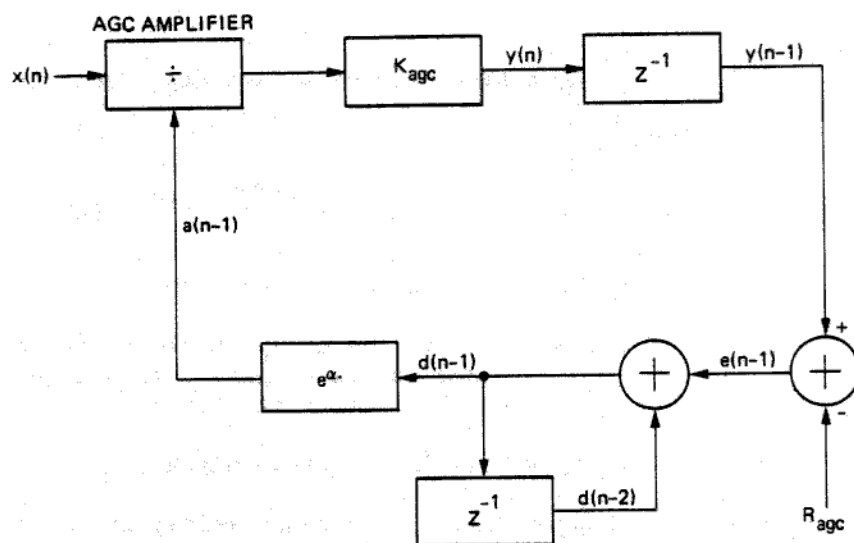 AGC AMPLIFIER
x(n)
÷
K_agc
y(n)
Z^-1
y(n-1)
a(n-1)
+
e^α·
d(n-1)
+
e(n-1)
+
-
Z^-1
d(n-2)
R_agc